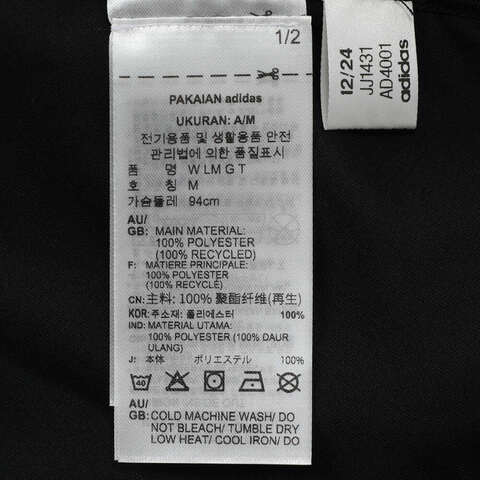 1/2
PAKAIAN adidas
UKURAN: A/M
전기용품 및 생활용품 안전
관리법에 의한 품질표시
품 명 W LM G T
호 칭 M
가슴둘레 94cm
AU/
GB: MAIN MATERIAL:
100% POLYESTER
(100% RECYCLED)
F: MATIERE PRINCIPALE:
100% POLYESTER
(100% RECYCLE)
CN: 主料: 100% 聚酯纤维(再生)
KOR: 주소재: 폴리에스터 100%
IND: MATERIAL UTAMA:
100% POLYESTER (100% DAUR
ULANG)
J: 本体 ポリエステル 100%
40
AU/
GB: COLD MACHINE WASH/ DO
NOT BLEACH/ TUMBLE DRY
LOW HEAT/ COOL IRON/ DO
12/24
JJ1431
AD4001
adidas